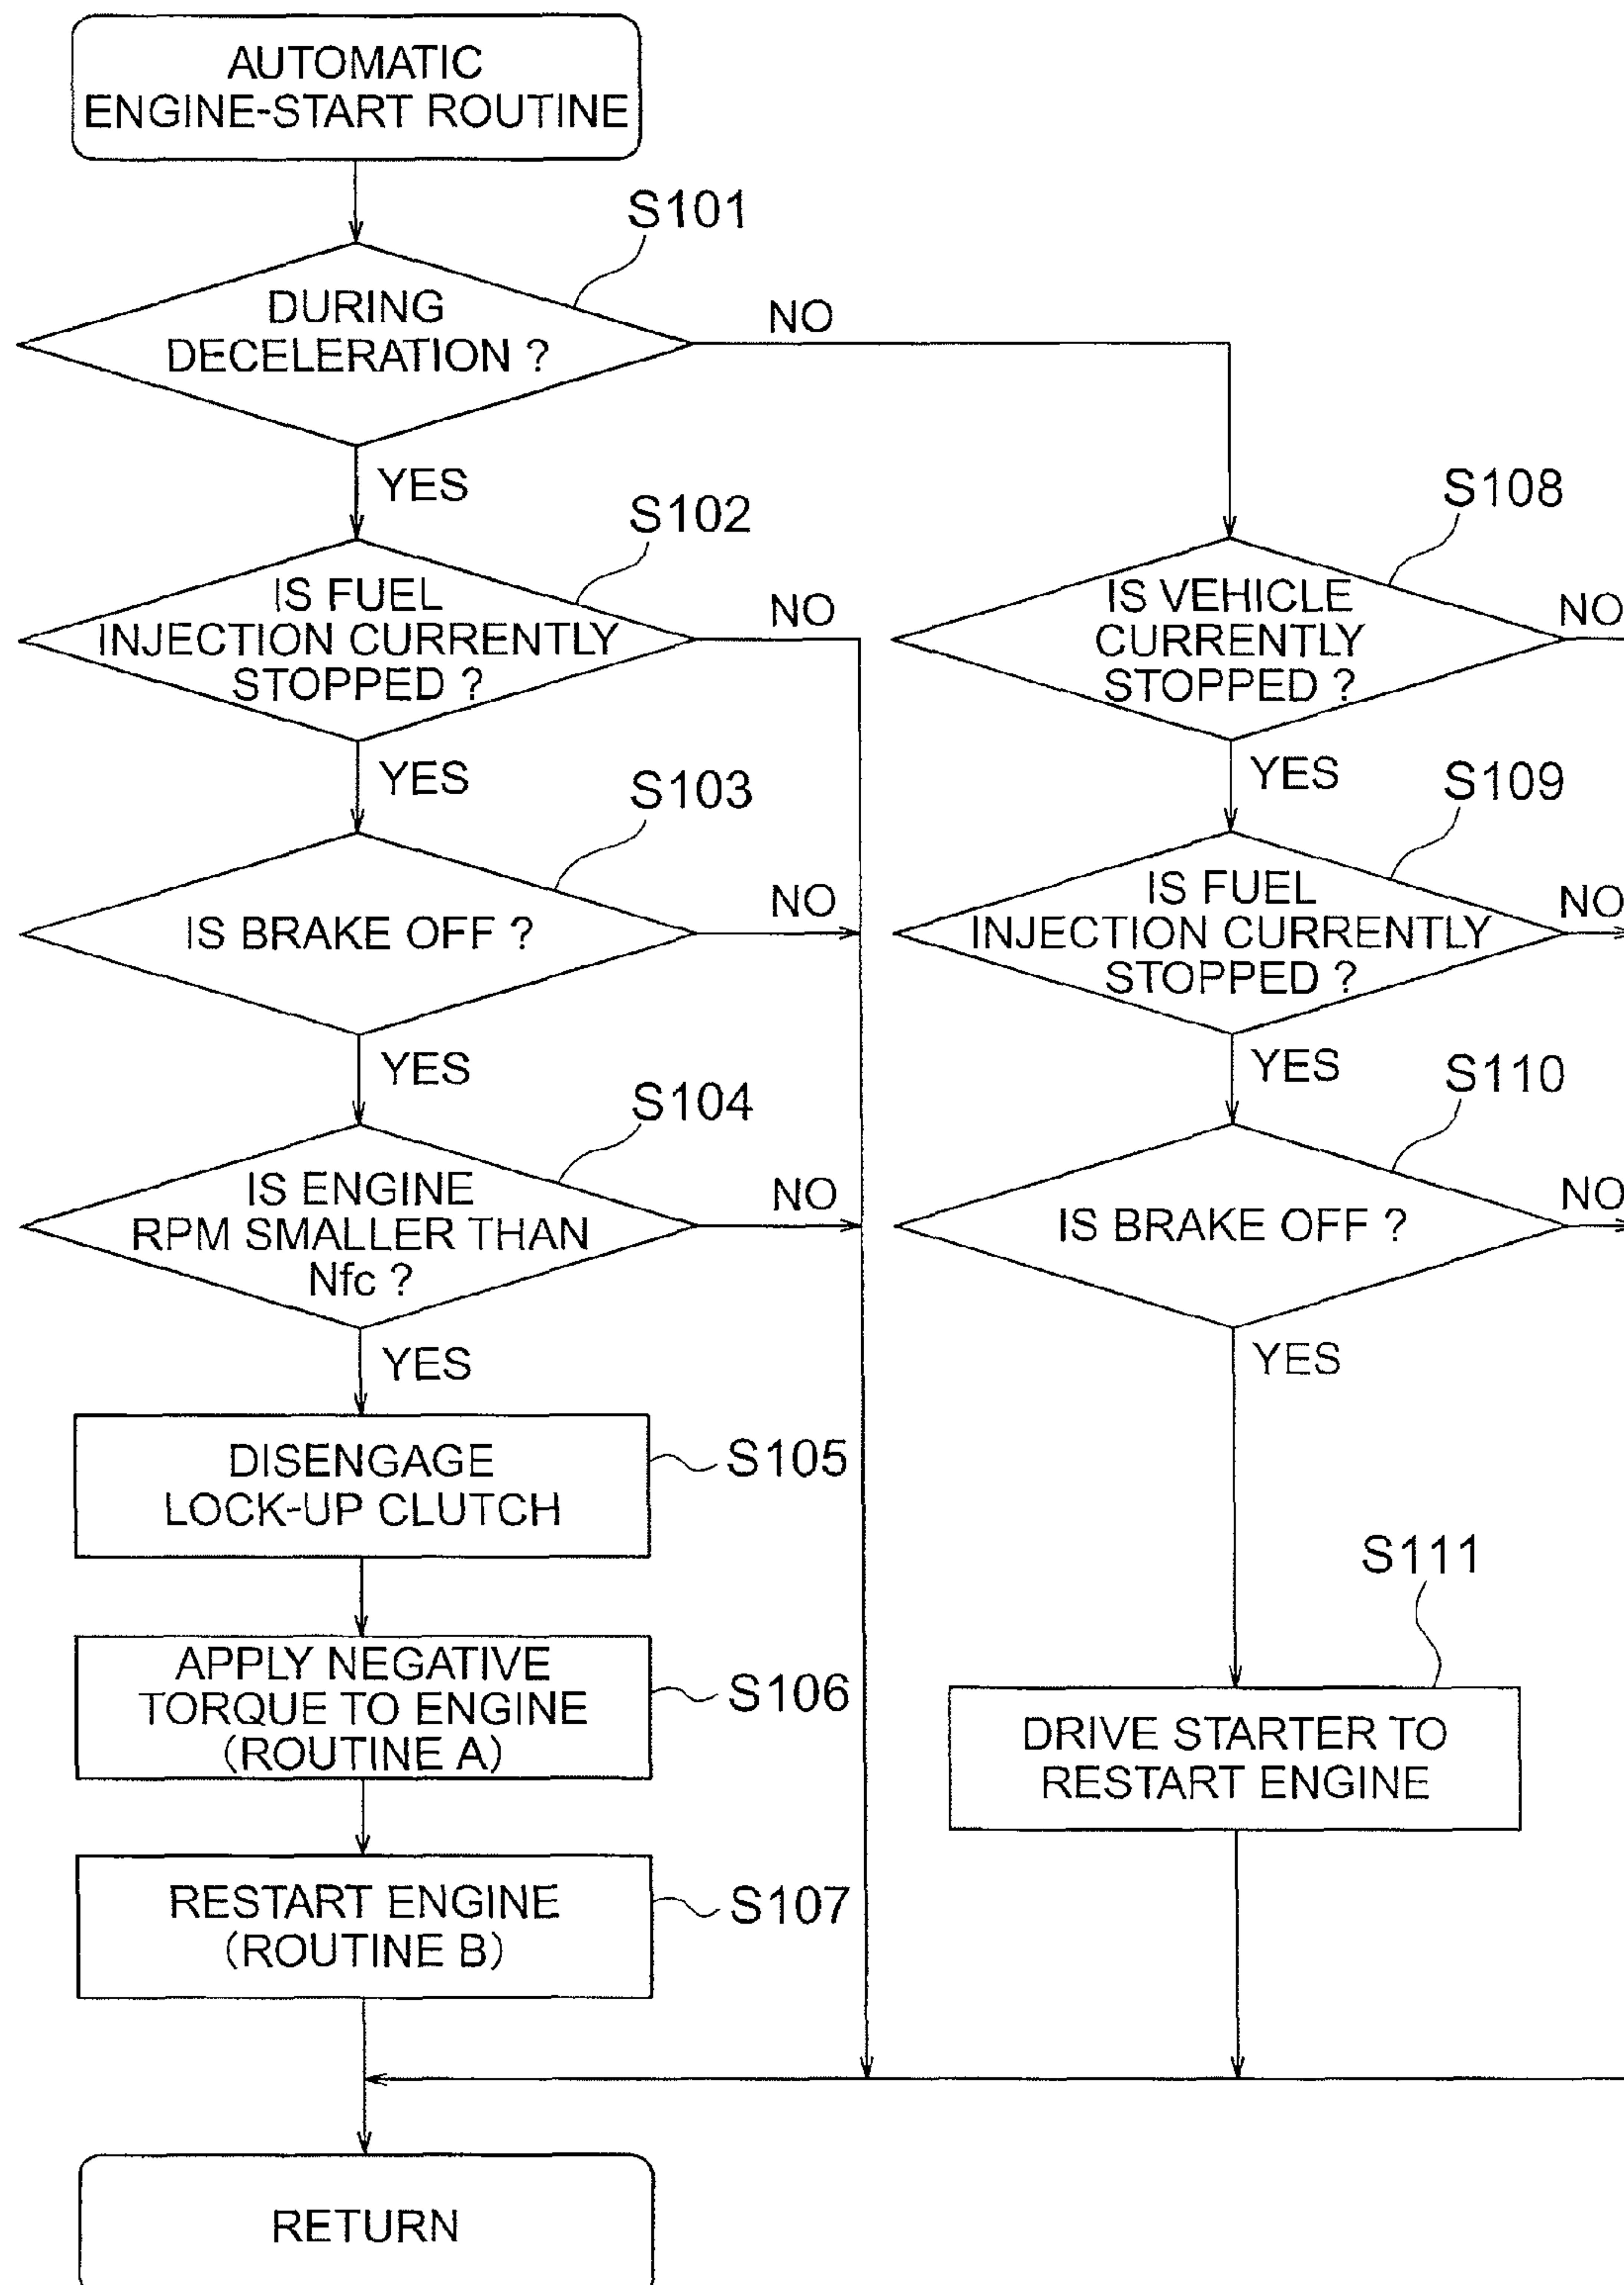 AUTOMATIC
ENGINE-START ROUTINE
S101
DURING
DECELERATION ?
NO
YES
S102
IS FUEL
INJECTION CURRENTLY
STOPPED ?
NO
YES
S103
IS BRAKE OFF ?
NO
YES
S104
IS ENGINE
RPM SMALLER THAN
Nfc ?
NO
YES
DISENGAGE
LOCK-UP CLUTCH
S105
APPLY NEGATIVE
TORQUE TO ENGINE
(ROUTINE A)
S106
RESTART ENGINE
(ROUTINE B)
S107
S108
IS VEHICLE
CURRENTLY
STOPPED ?
NO
YES
S109
IS FUEL
INJECTION CURRENTLY
STOPPED ?
NO
YES
S110
IS BRAKE OFF ?
NO
YES
S111
DRIVE STARTER TO
RESTART ENGINE
RETURN